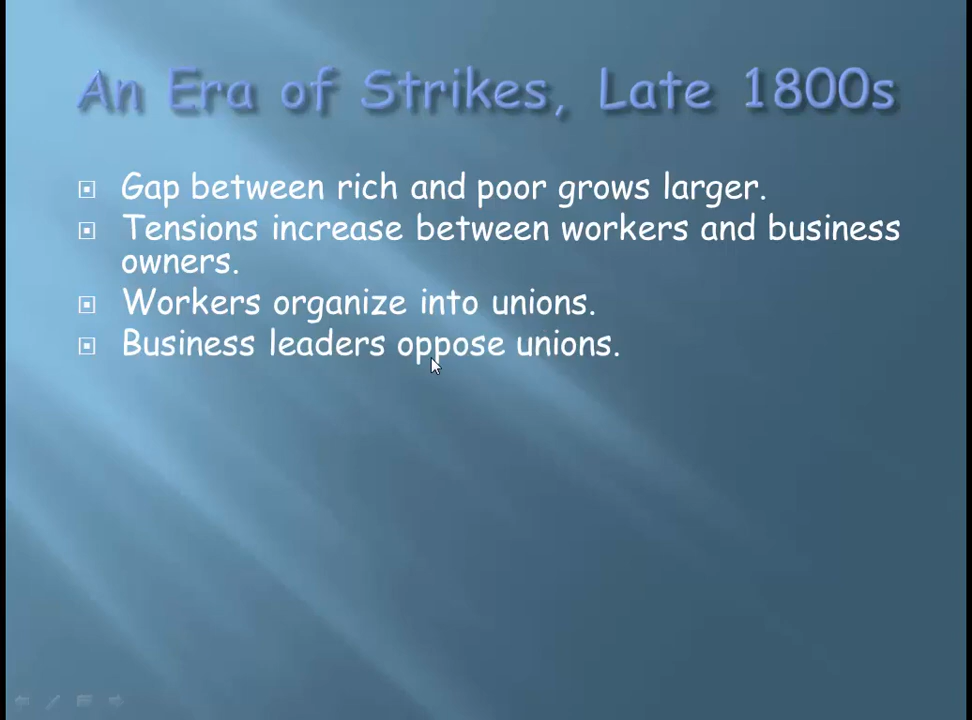 An Era of Strikes, Late 1800s
Gap between rich and poor grows larger.
Tensions increase between workers and business
owners.
Workers organize into unions.
Business leaders oppose unions.